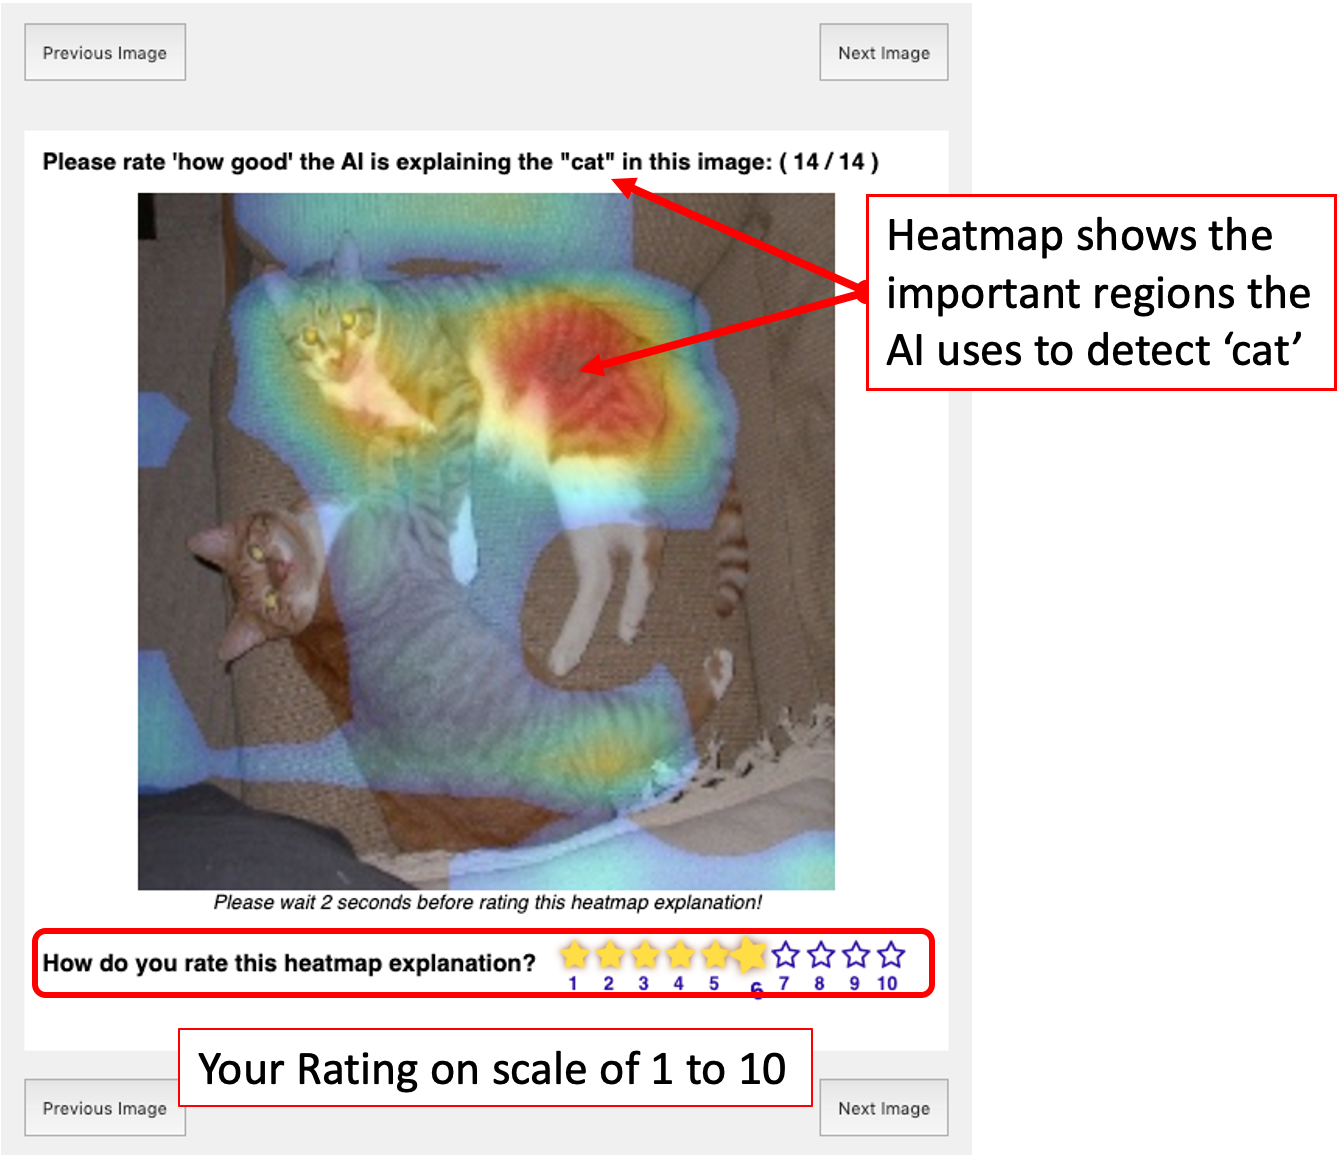 Previous Image
Next Image
Please rate 'how good' the AI is explaining the "cat" in this image: ( 14 / 14 )
Heatmap shows the
important regions the
AI uses to detect ‘cat’
Please wait 2 seconds before rating this heatmap explanation!
How do you rate this heatmap explanation?
1 2 3 4 5 6 7 8 9 10
Your Rating on scale of 1 to 10
Previous Image
Next Image